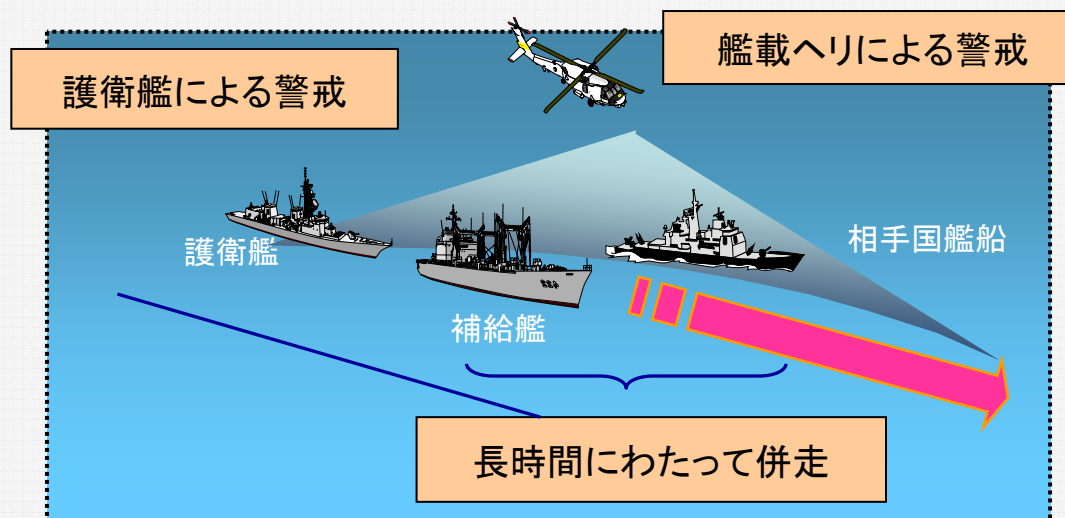 艦載ヘリによる警戒
護衛艦による警戒
護衛艦
相手国艦船
補給艦
長時間にわたって併走